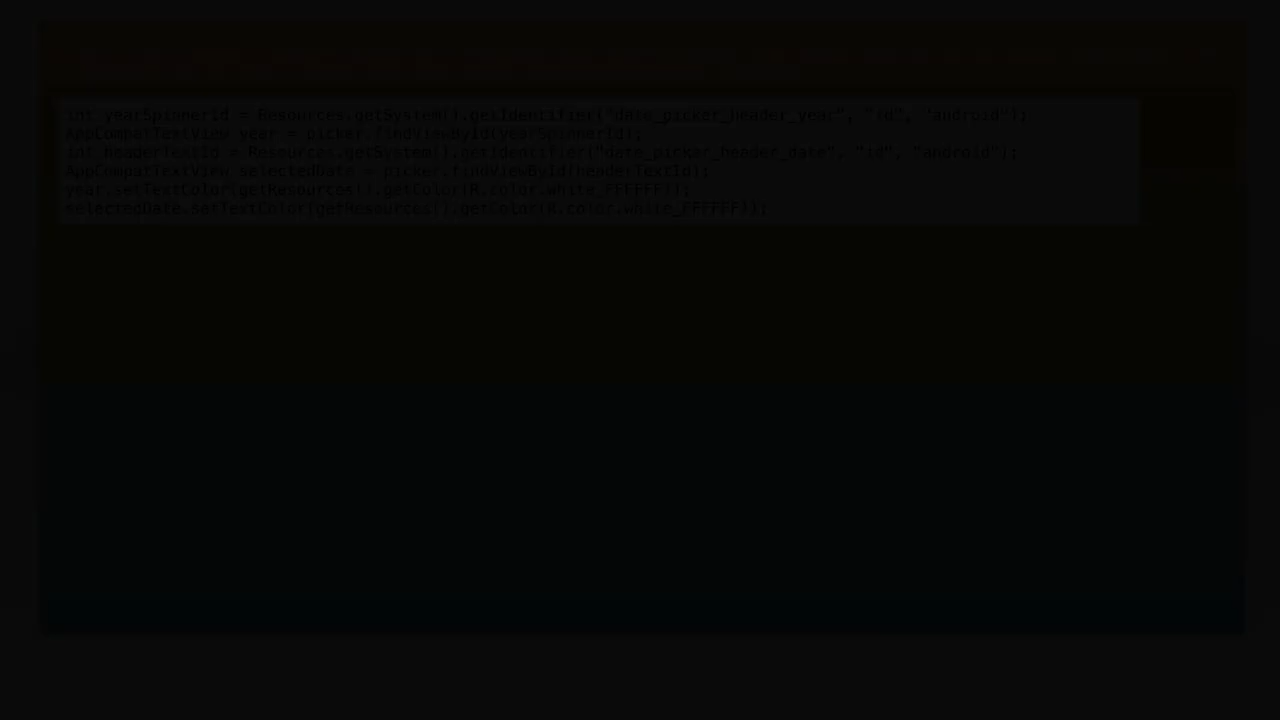 int yearSpinnerId = Resources.getSystem().getIdentifier("date_picker_header_year", "id", "android");
AppCompatTextView year = picker.findViewById(yearSpinnerId);
int headerTextId = Resources.getSystem().getIdentifier("date_picker_header_date", "id", "android");
AppCompatTextView selectedDate = picker.findViewById(headerTextId);
year.setTextColor(getResources().getColor(R.color.white_FFFFFF));
selectedDate.setTextColor(getResources().getColor(R.color.white_FFFFFF));